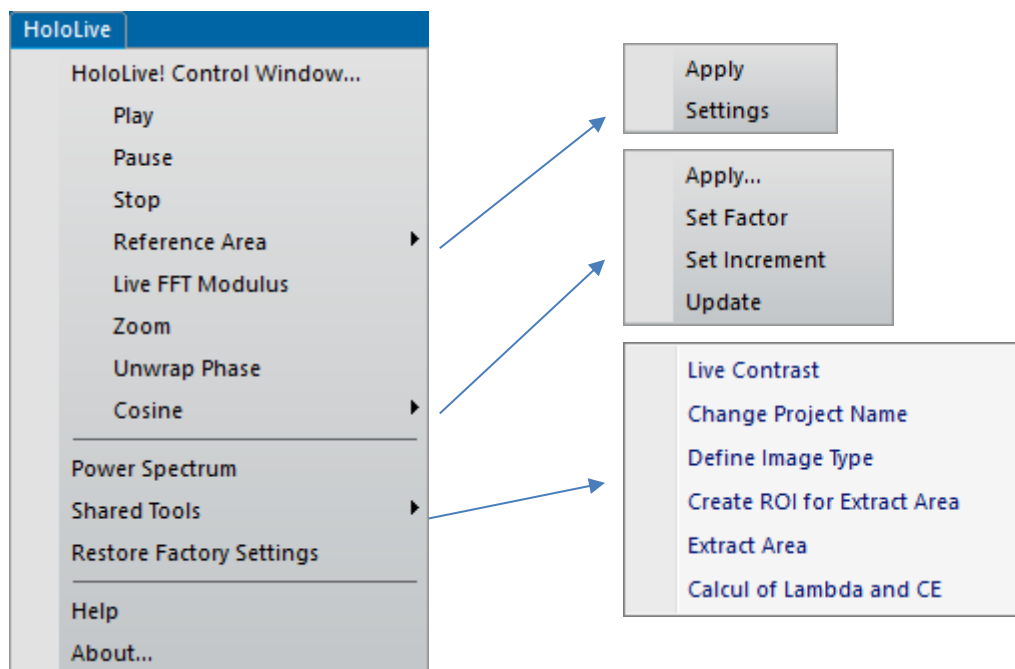 HoloLive
HoloLive! Control Window...
Play
Pause
Stop
Reference Area
Live FFT Modulus
Zoom
Unwrap Phase
Cosine
Power Spectrum
Shared Tools
Restore Factory Settings
Help
About...
Apply
Settings
Apply...
Set Factor
Set Increment
Update
Live Contrast
Change Project Name
Define Image Type
Create ROI for Extract Area
Extract Area
Calcul of Lambda and CE